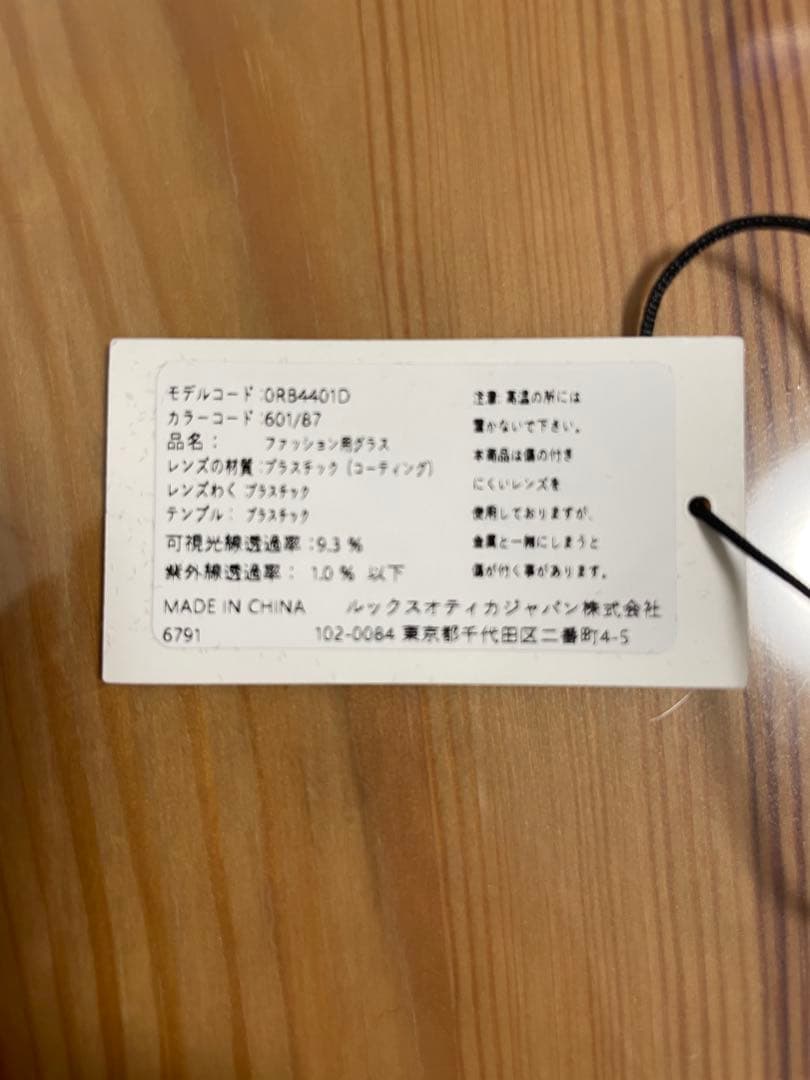 モデルコード :0RB4401D
カラーコード :601/87
品名： ファッション用グラス
レンズの材質 :プラスチック (コーティング)
レンズわく プラスチック
テンプル： プラスチック
可視光線透過率 :9.3 %
紫外線透過率： 1.0 % 以下
MADE IN CHINA ルックスオティカジャパン株式会社
6791 102-0084 東京都千代田区二番町4-5
注意: 高温の所には
置かないで下さい。
本商品は傷の付き
にくいレンズを
使用しておりますが、
金属と一緒にしまうと
傷が付く事があります。